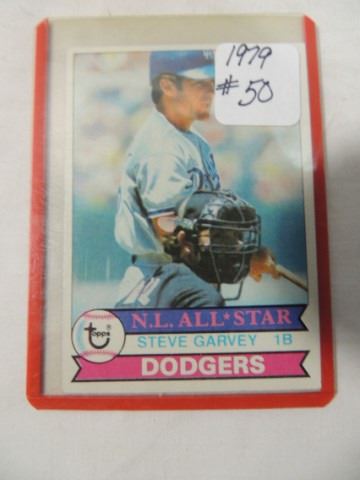 1979
#50
N.L. ALL★STAR
topps
STEVE GARVEY 1B
DODGERS